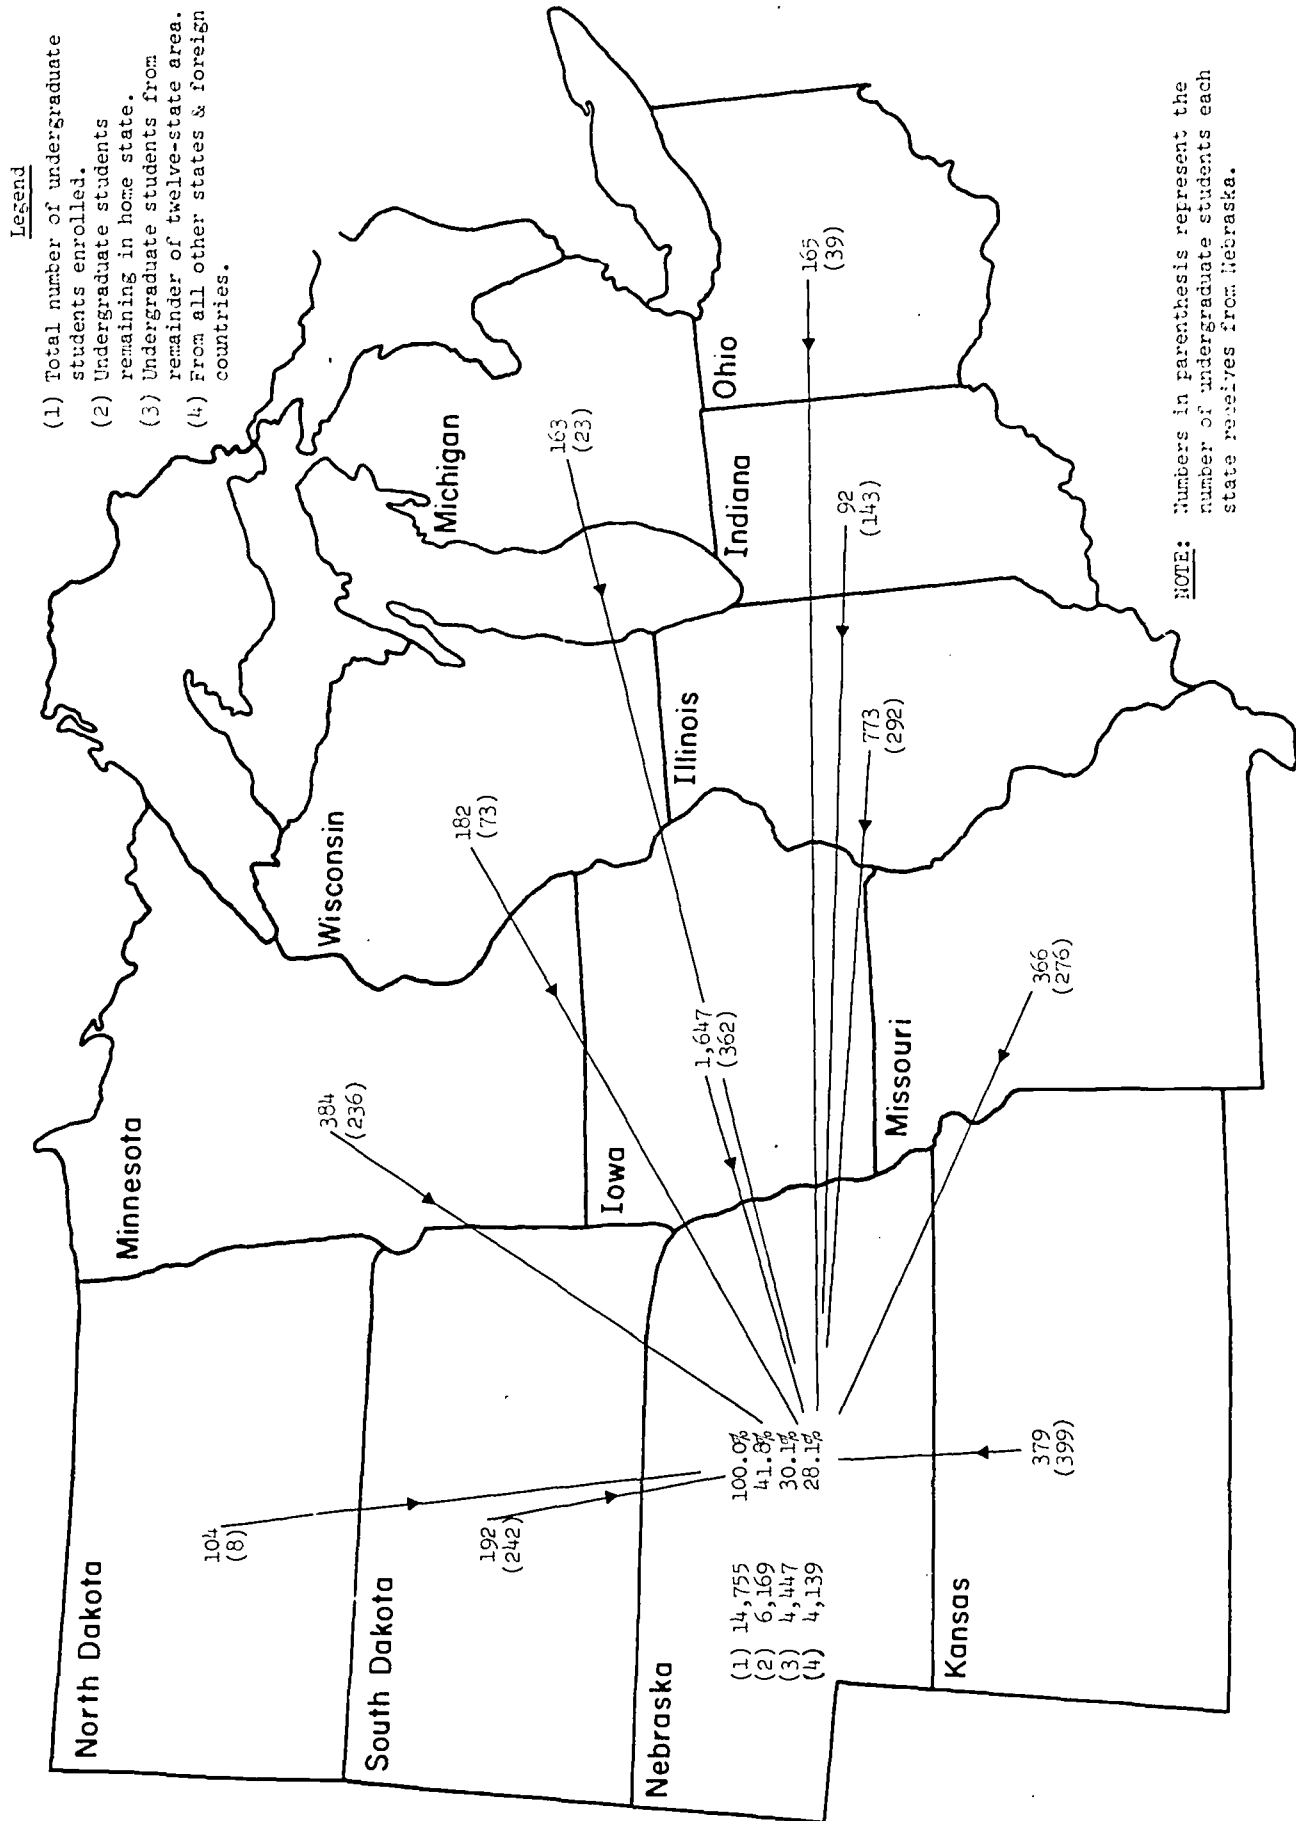 Legend
(1) Total number of undergraduate
students enrolled.
(2) Undergraduate students
remaining in home state.
(3) Undergraduate students from
remainder of twelve-state area.
(4) From all other states & foreign
countries.
North Dakota
104
(8)
Minnesota
384
(236)
Wisconsin
182
(73)
Michigan
163
(23)
South Dakota
192
(242)
Iowa
1,647
(362)
Illinois
773
(292)
Indiana
92
(143)
Ohio
165
(39)
Nebraska
(1) 14,755 100.0%
(2) 6,169 41.8%
(3) 4,447 30.1%
(4) 4,139 28.1%
Missouri
366
(276)
Kansas
379
(399)
NOTE: Numbers in parenthesis represent the
number of undergraduate students each
state receives from Nebraska.